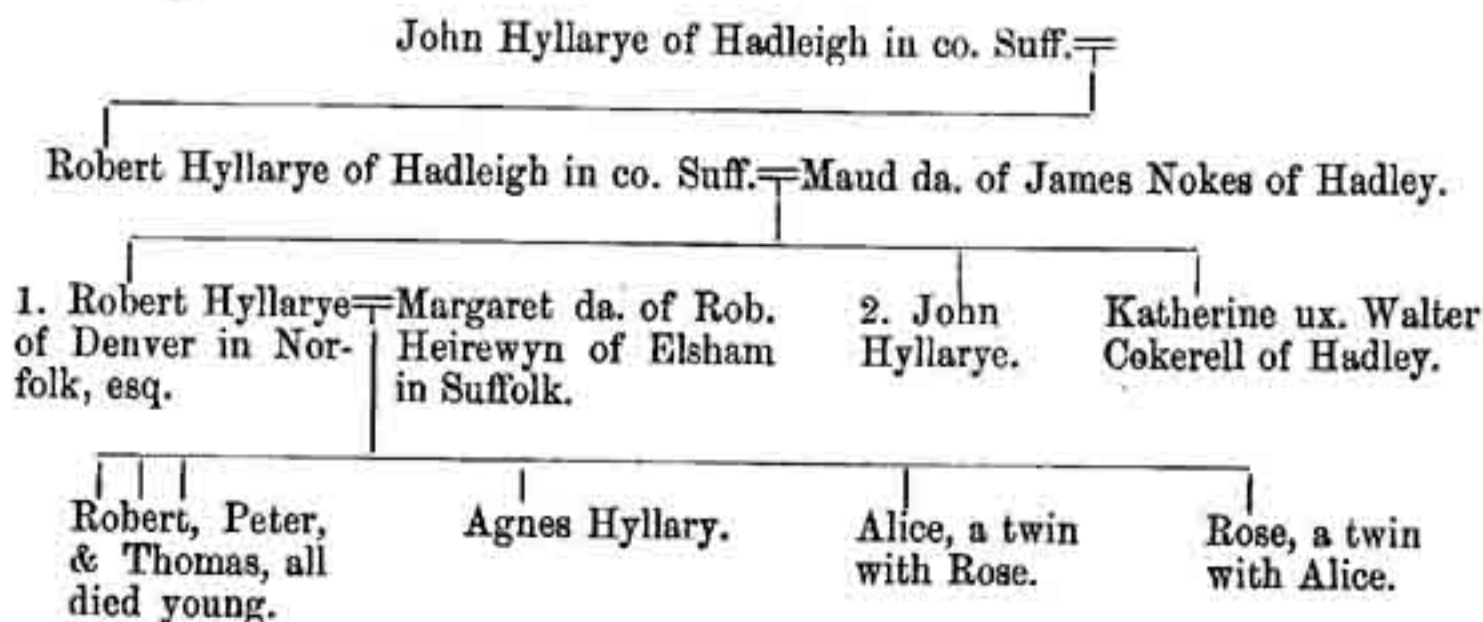 John Hyllarye of Hadleigh in co. Suff.
Robert Hyllarye of Hadleigh in co. Suff. Maud da. of James Nokes of Hadley.
1. Robert Hyllarye
of Denver in Nor-
folk, esq.
Margaret da. of Rob.
Heirewyn of Elsham
in Suffolk.
2. John
Hyllarye.
Katherine ux. Walter
Cokerell of Hadley.
Robert, Peter,
& Thomas, all
died young.
Agnes Hyllary.
Alice, a twin
with Rose.
Rose, a twin
with Alice.